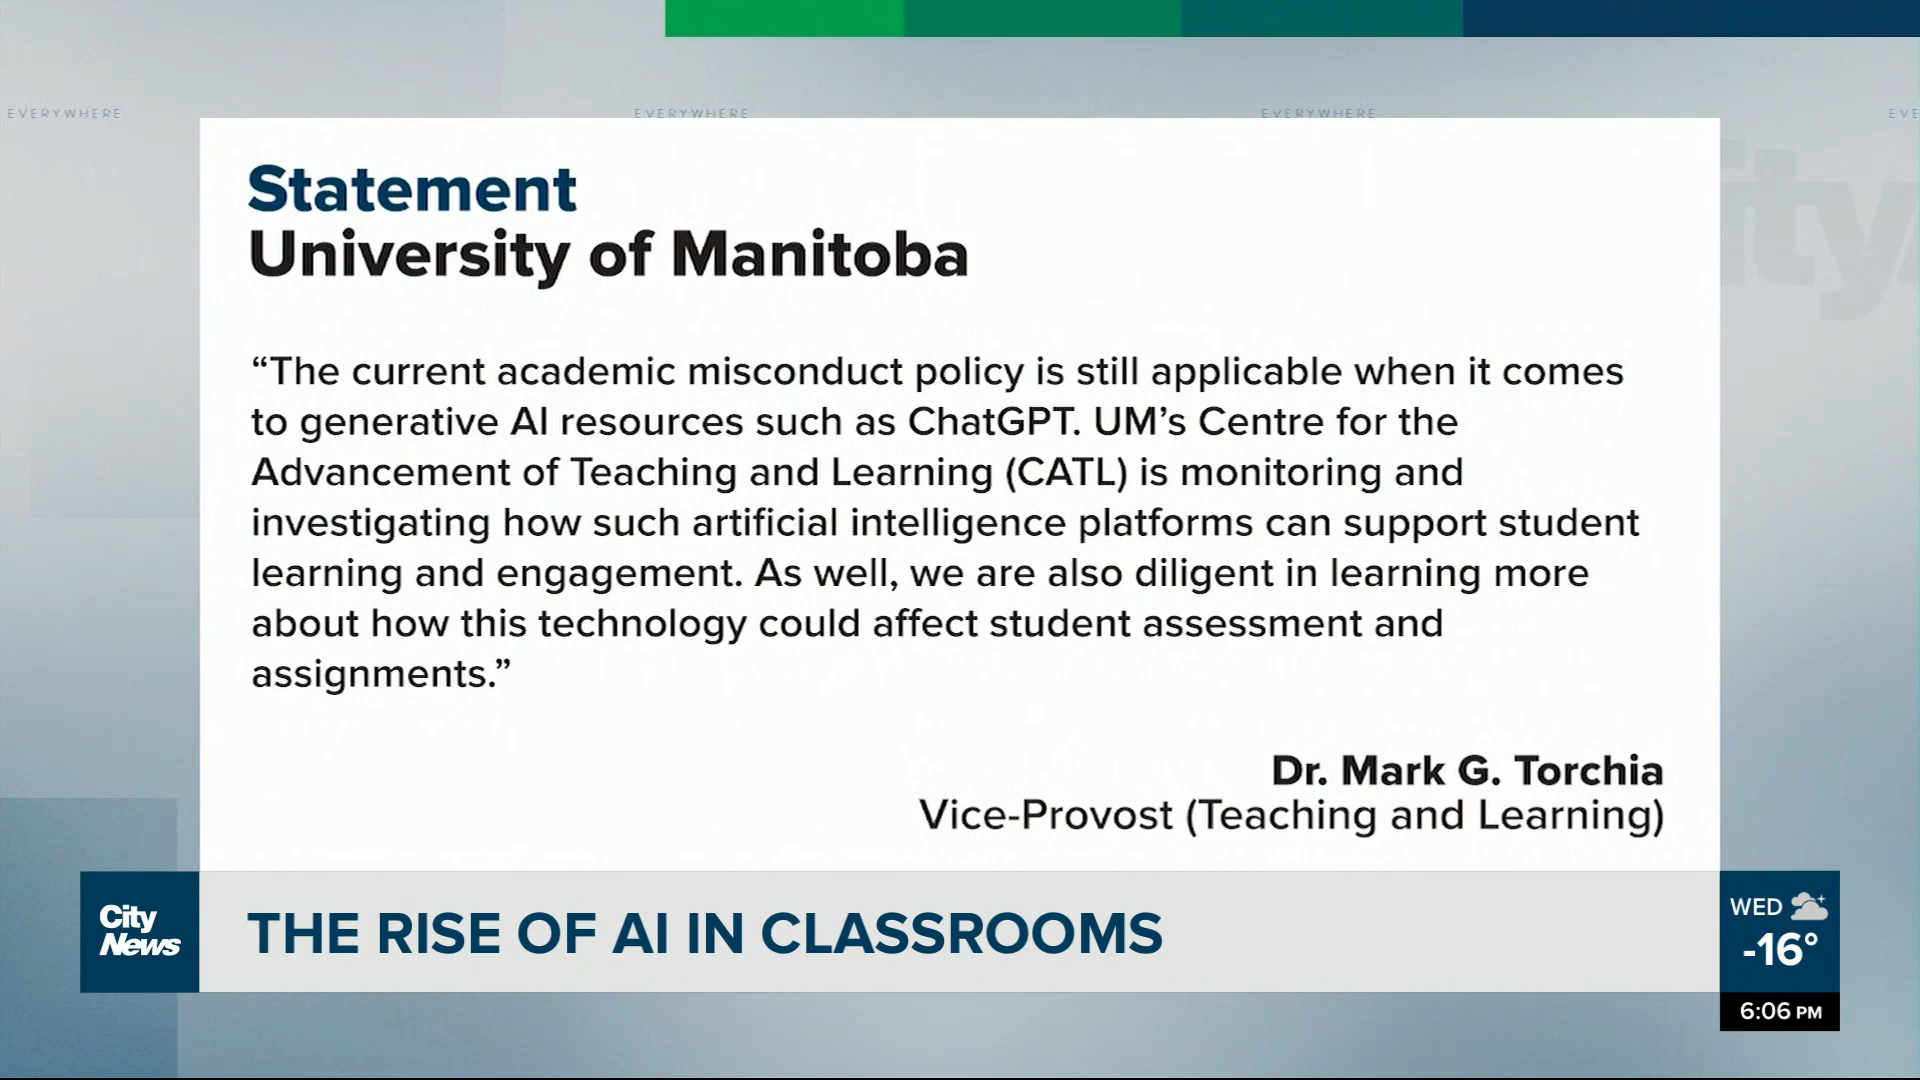 EVERYWHERE EVERYWHERE EVERYWHERE EVE
Statement
University of Manitoba
“The current academic misconduct policy is still applicable when it comes
to generative AI resources such as ChatGPT. UM’s Centre for the
Advancement of Teaching and Learning (CATL) is monitoring and
investigating how such artificial intelligence platforms can support student
learning and engagement. As well, we are also diligent in learning more
about how this technology could affect student assessment and
assignments.”
Dr. Mark G. Torchia
Vice-Provost (Teaching and Learning)
City
News
THE RISE OF AI IN CLASSROOMS
WED
-16°
6:06 PM